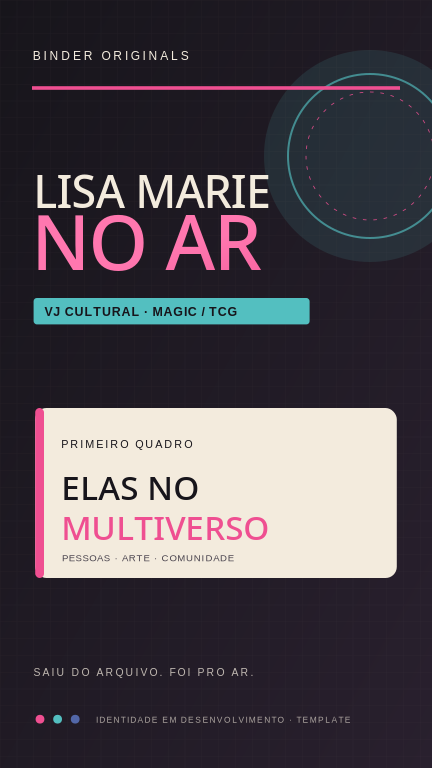 BINDER ORIGINALS
LISA MARIE
NO AR
VJ CULTURAL · MAGIC / TCG
PRIMEIRO QUADRO
ELAS NO
MULTIVERSO
PESSOAS · ARTE · COMUNIDADE
SAIU DO ARQUIVO. FOI PRO AR.
IDENTIDADE EM DESENVOLVIMENTO · TEMPLATE